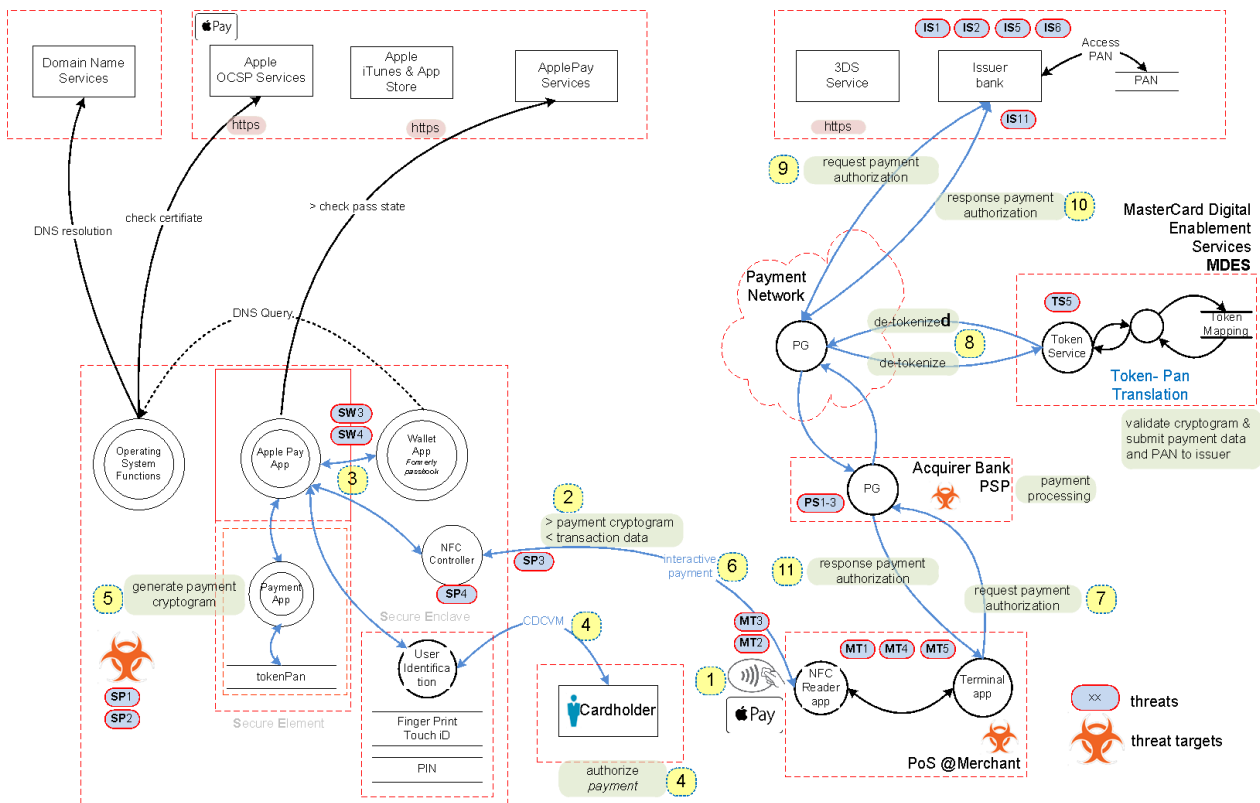 Pay
Domain Name
Services
Apple
OCSP Services
Apple
iTunes & App
Store
ApplePay
Services
https
https
IS1
IS2
IS5
IS6
3DS
Service
Issuer
bank
Access
PAN
PAN
https
IS11
9
request payment
authorization
response payment
authorization
10
check certifiate
> check pass state
DNS resolution
MasterCard Digital
Enablement
Services
MDES
Payment
Network
DNS Query
TS5
de-tokenized
8
de-tokenize
PG
Token
Service
Token
Mapping
Token- Pan
Translation
validate cryptogram &
submit payment data
and PAN to issuer
SW3
SW4
Operating
System
Functions
Apple Pay
App
Wallet
App
Formerly
passbook
3
Acquirer Bank
PSP
payment
processing
PG
PS1-3
2
> payment cryptogram
< transaction data
NFC
Controller
SP3
SP4
interactive
payment
6
11
response payment
authorization
request payment
authorization
7
5
generate payment
cryptogram
Payment
App
Secure Enclave
CDCVM
4
MT3
MT2
MT1
MT4
MT5
User
Identifica
tion
tokenPan
SP1
SP2
Secure Element
Finger Print
Touch iD
PIN
Cardholder
authorize
payment
4
1
Pay
NFC
Reader
app
Terminal
app
PoS @Merchant
xx
threats
threat targets